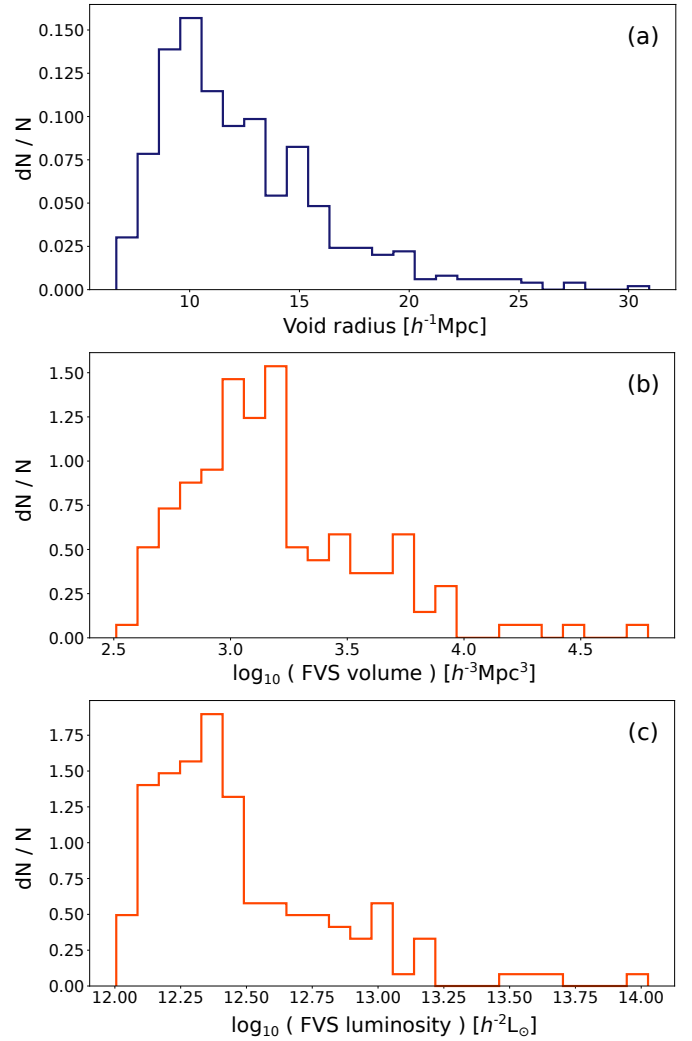 (a)
dN / N
0.150
0.125
0.100
0.075
0.050
0.025
0.000
10 15 20 25 30
Void radius [h⁻¹Mpc]
(b)
dN / N
1.50
1.25
1.00
0.75
0.50
0.25
0.00
2.5 3.0 3.5 4.0 4.5
log₁₀ ( FVS volume ) [h⁻³Mpc³]
(c)
dN / N
1.75
1.50
1.25
1.00
0.75
0.50
0.25
0.00
12.00 12.25 12.50 12.75 13.00 13.25 13.50 13.75 14.00
log₁₀ ( FVS luminosity ) [h⁻²L☉]